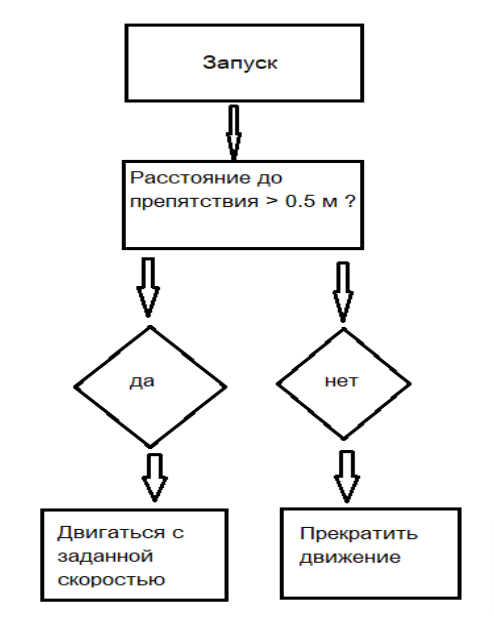 Запуск
Расстояние до
препятствия > 0.5 м ?
да
нет
Двигаться с
заданной
скоростью
Прекратить
движение